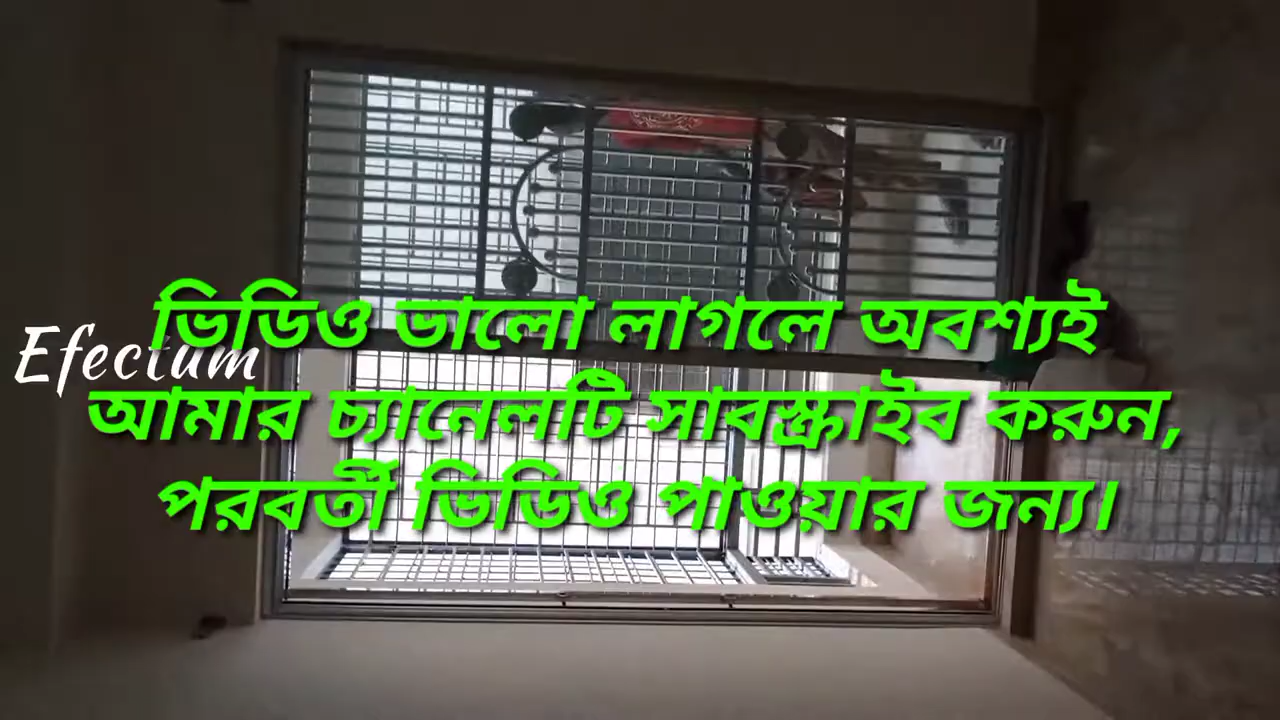 ভিডিও ভালো লাগলে অবশ্যই
Efectum
আমার চ্যানেলটি সাবস্ক্রাইব করুন,
পরবর্তী ভিডিও পাওয়ার জন্য।